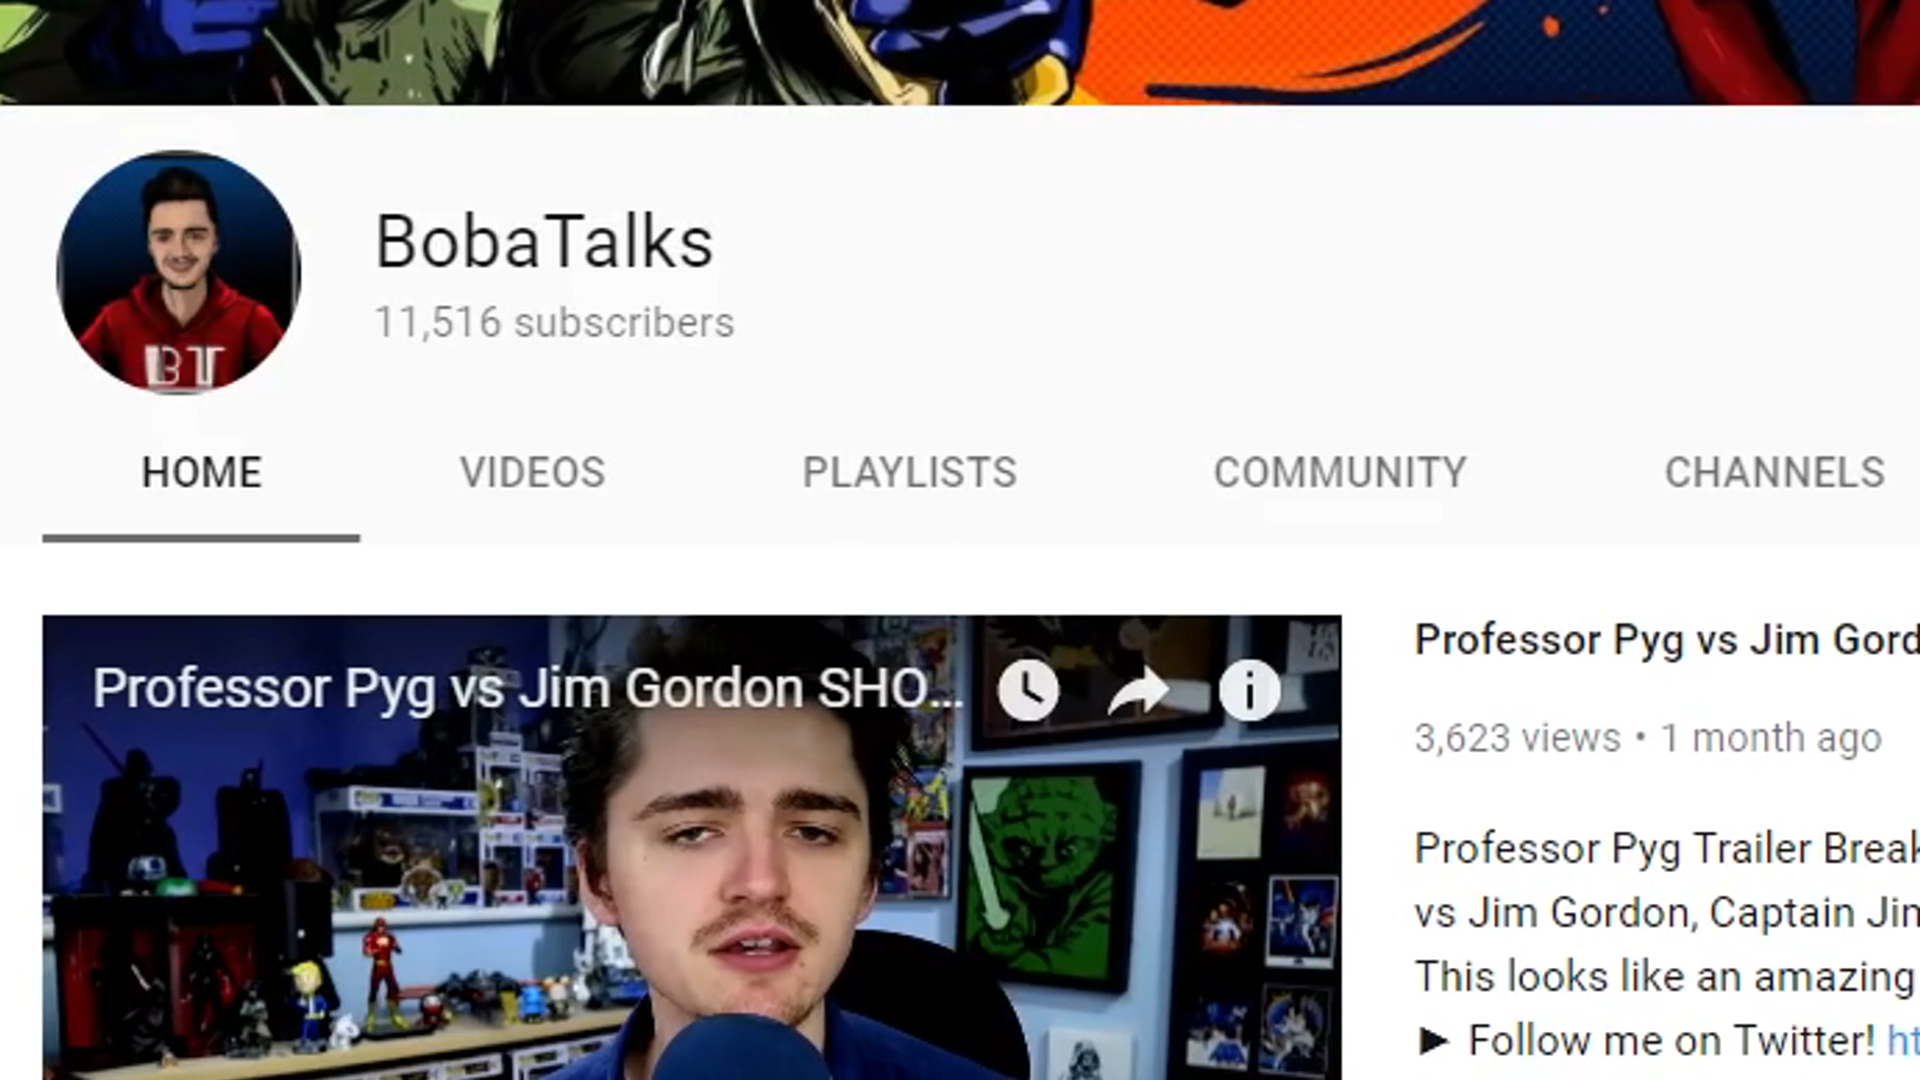 BT
BobaTalks
11,516 subscribers
HOME
VIDEOS
PLAYLISTS
COMMUNITY
CHANNELS
Professor Pyg vs Jim Gordon SHO...
Professor Pyg vs Jim Gord
3,623 views • 1 month ago
Professor Pyg Trailer Break
vs Jim Gordon, Captain Jim
This looks like an amazing
► Follow me on Twitter! ht